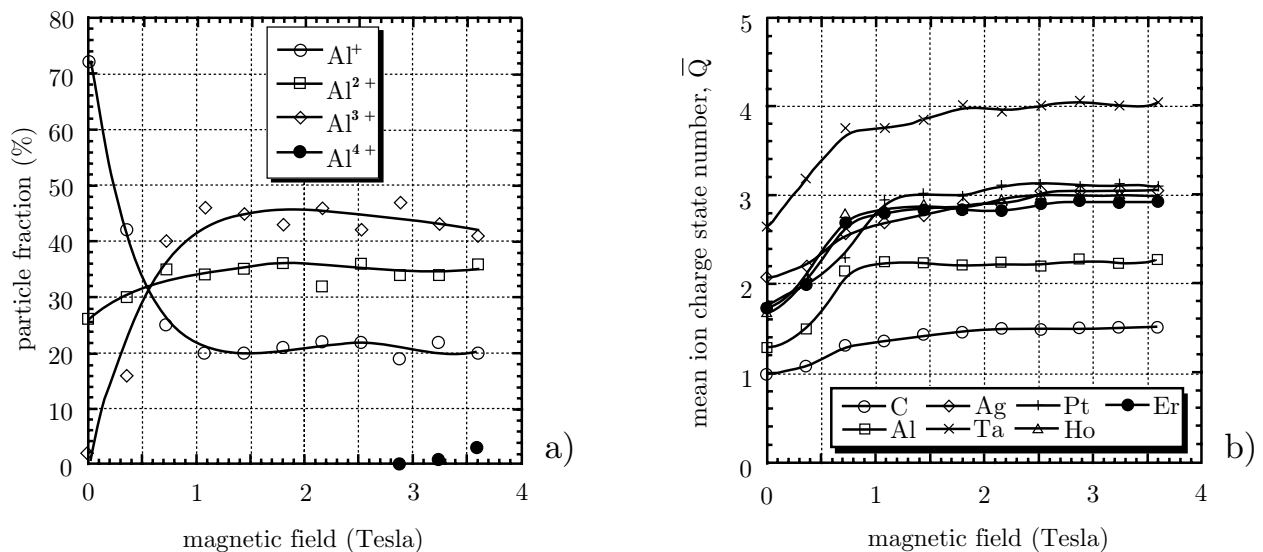 80
70
60
50
40
30
20
10
0
particle fraction (%)
Al⁺
Al²⁺
Al³⁺
Al⁴⁺
a)
0 1 2 3 4
magnetic field (Tesla)
5
4
3
2
1
0
mean ion charge state number, Q̅
C Ag Pt Er
Al Ta Ho
b)
0 1 2 3 4
magnetic field (Tesla)